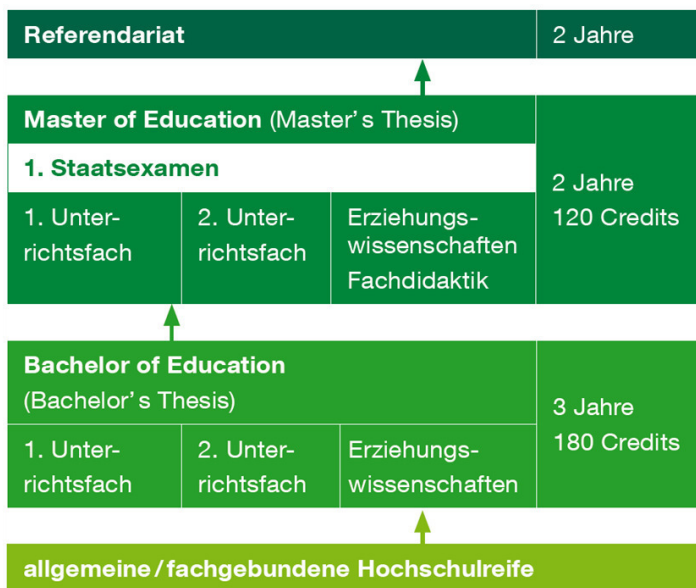 Referendariat
2 Jahre
Master of Education (Master's Thesis)
1. Staatsexamen
2 Jahre
120 Credits
1. Unter-
richtsfach
2. Unter-
richtsfach
Erziehungs-
wissenschaften
Fachdidaktik
Bachelor of Education
(Bachelor's Thesis)
3 Jahre
180 Credits
1. Unter-
richtsfach
2. Unter-
richtsfach
Erziehungs-
wissenschaften
allgemeine/fachgebundene Hochschulreife